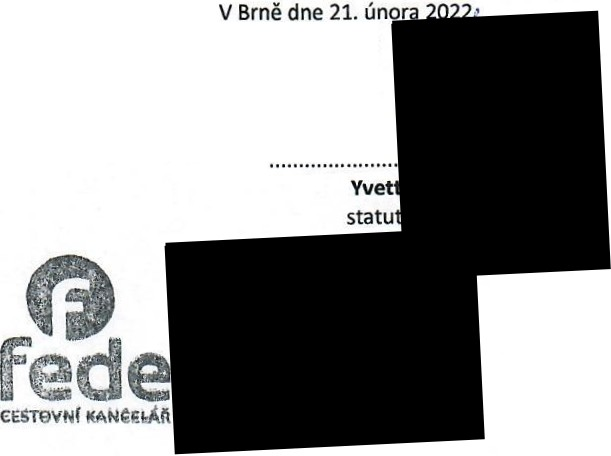 V Brně dne 21. února 2022
........................
Yvett
statut
f
fede
CESTOVNÍ KANCELÁŘ